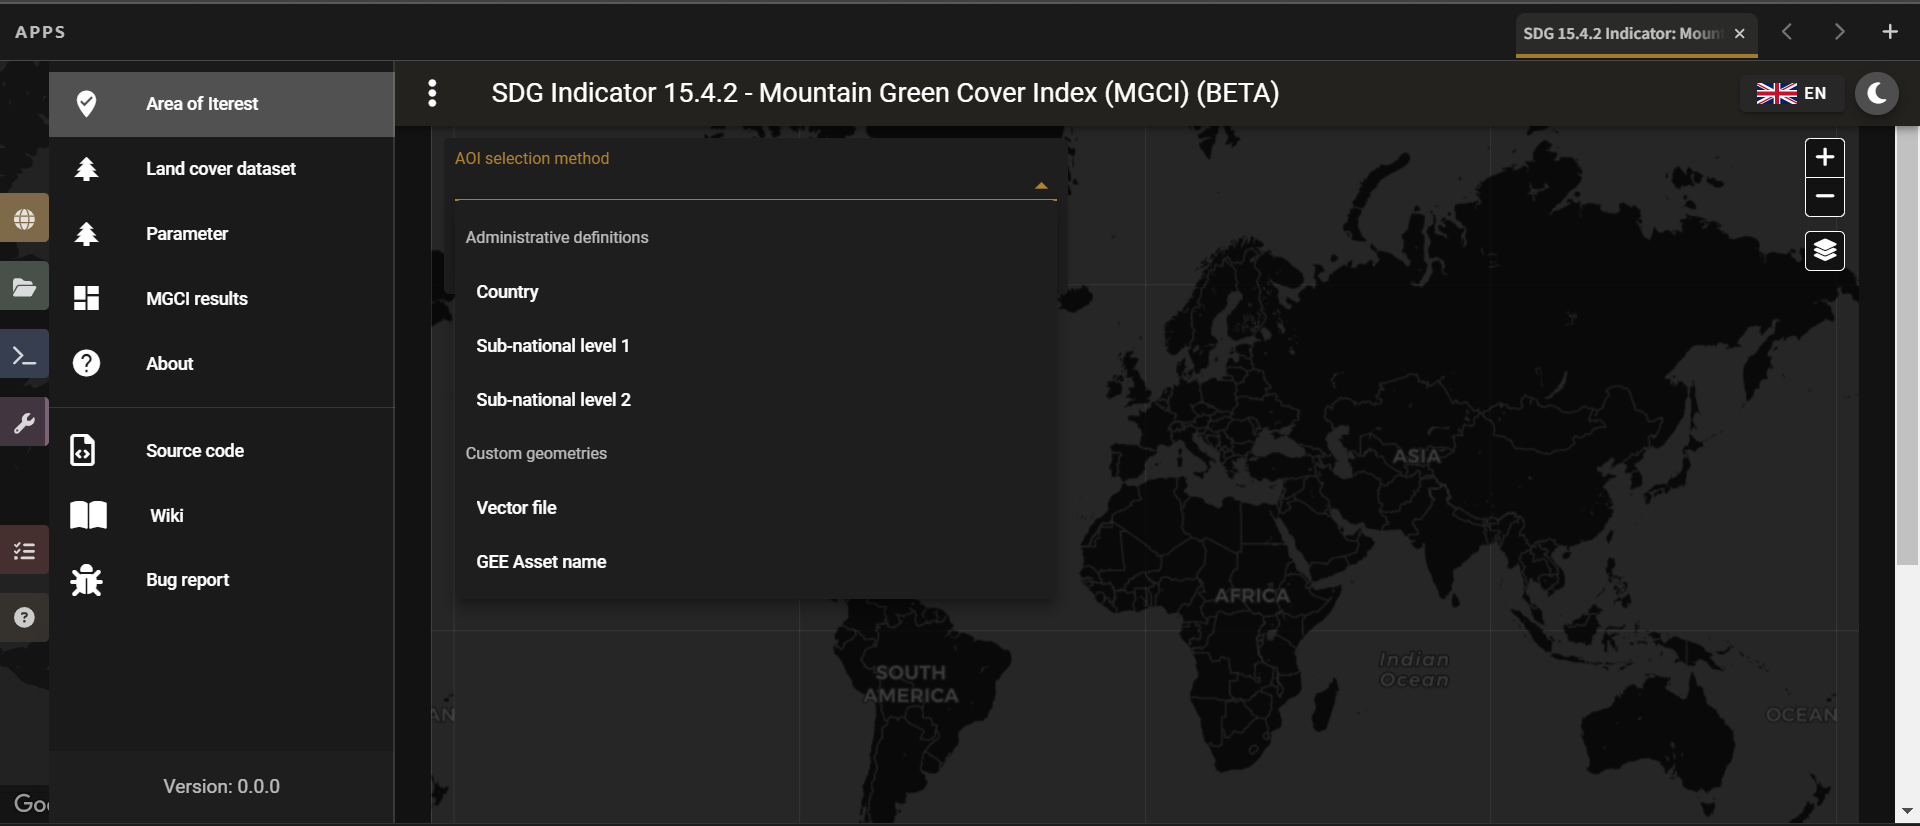 APPS
SDG 15.4.2 Indicator: Moun
Area of Iterest
Land cover dataset
Parameter
MGCI results
About
Source code
Wiki
Bug report
Version: 0.0.0
Goo
SDG Indicator 15.4.2 - Mountain Green Cover Index (MGCI) (BETA)
EN
AOI selection method
Administrative definitions
Country
Sub-national level 1
Sub-national level 2
Custom geometries
Vector file
GEE Asset name
ASIA
AFRICA
SOUTH
AMERICA
Indian
Ocean
AN
OCEAN